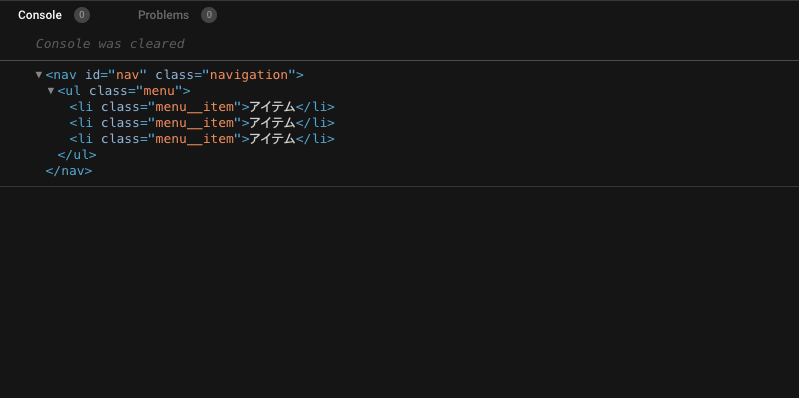 Console 0 Problems 0
Console was cleared
▼<nav id="nav" class="navigation">
▼<ul class="menu">
<li class="menu__item">アイテム</li>
<li class="menu__item">アイテム</li>
<li class="menu__item">アイテム</li>
</ul>
</nav>